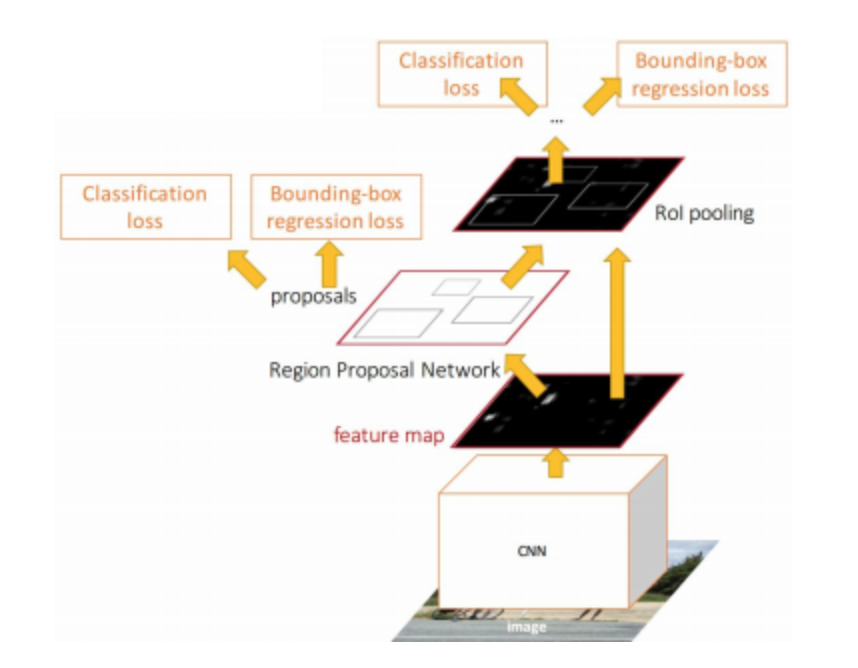 Classification
loss
Bounding-box
regression loss
...
Classification
loss
Bounding-box
regression loss
RoI pooling
proposals
Region Proposal Network
feature map
CNN
image